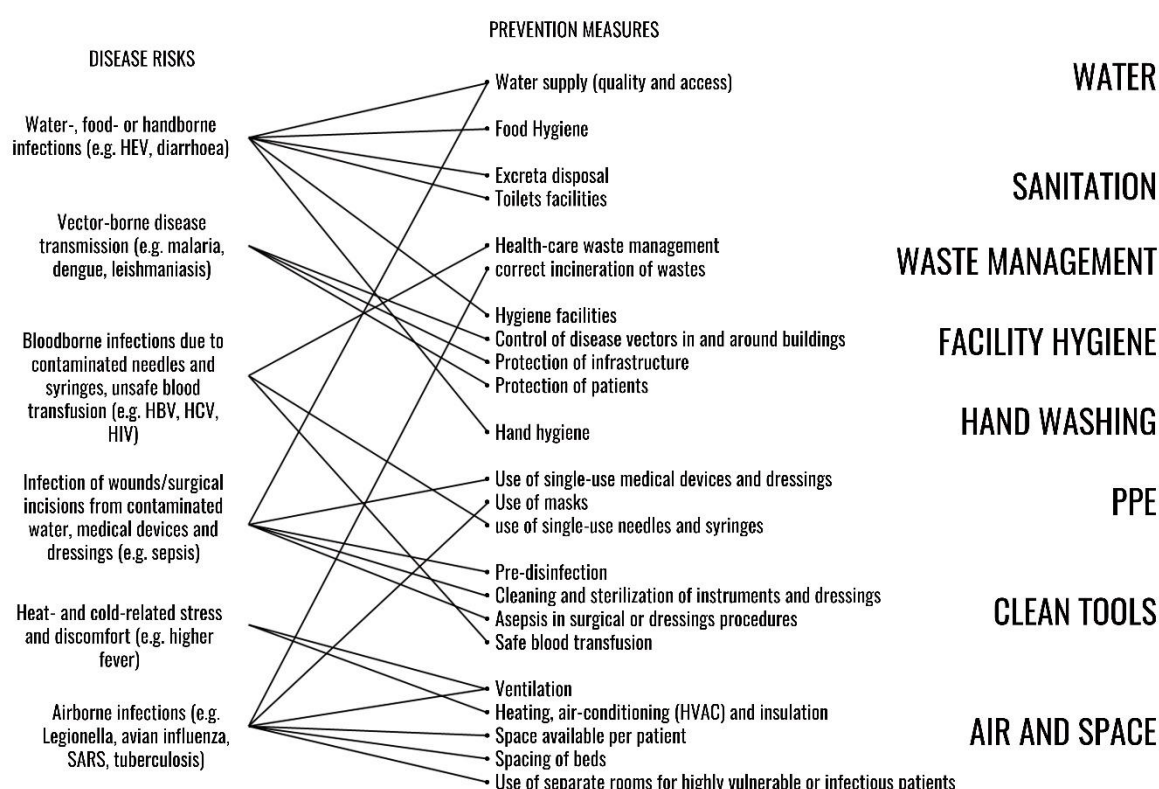 PREVENTION MEASURES
DISEASE RISKS
Water-, food- or handborne
infections (e.g. HEV, diarrhoea)
Vector-borne disease
transmission (e.g. malaria,
dengue, leishmaniasis)
Bloodborne infections due to
contaminated needles and
syringes, unsafe blood
transfusion (e.g. HBV, HCV,
HIV)
Infection of wounds/surgical
incisions from contaminated
water, medical devices and
dressings (e.g. sepsis)
Heat- and cold-related stress
and discomfort (e.g. higher
fever)
Airborne infections (e.g.
Legionella, avian influenza,
SARS, tuberculosis)
Water supply (quality and access)
Food Hygiene
Excreta disposal
Toilets facilities
Health-care waste management
correct incineration of wastes
Hygiene facilities
Control of disease vectors in and around buildings
Protection of infrastructure
Protection of patients
Hand hygiene
Use of single-use medical devices and dressings
Use of masks
use of single-use needles and syringes
Pre-disinfection
Cleaning and sterilization of instruments and dressings
Asepsis in surgical or dressings procedures
Safe blood transfusion
Ventilation
Heating, air-conditioning (HVAC) and insulation
Space available per patient
Spacing of beds
Use of separate rooms for highly vulnerable or infectious patients
WATER
SANITATION
WASTE MANAGEMENT
FACILITY HYGIENE
HAND WASHING
PPE
CLEAN TOOLS
AIR AND SPACE